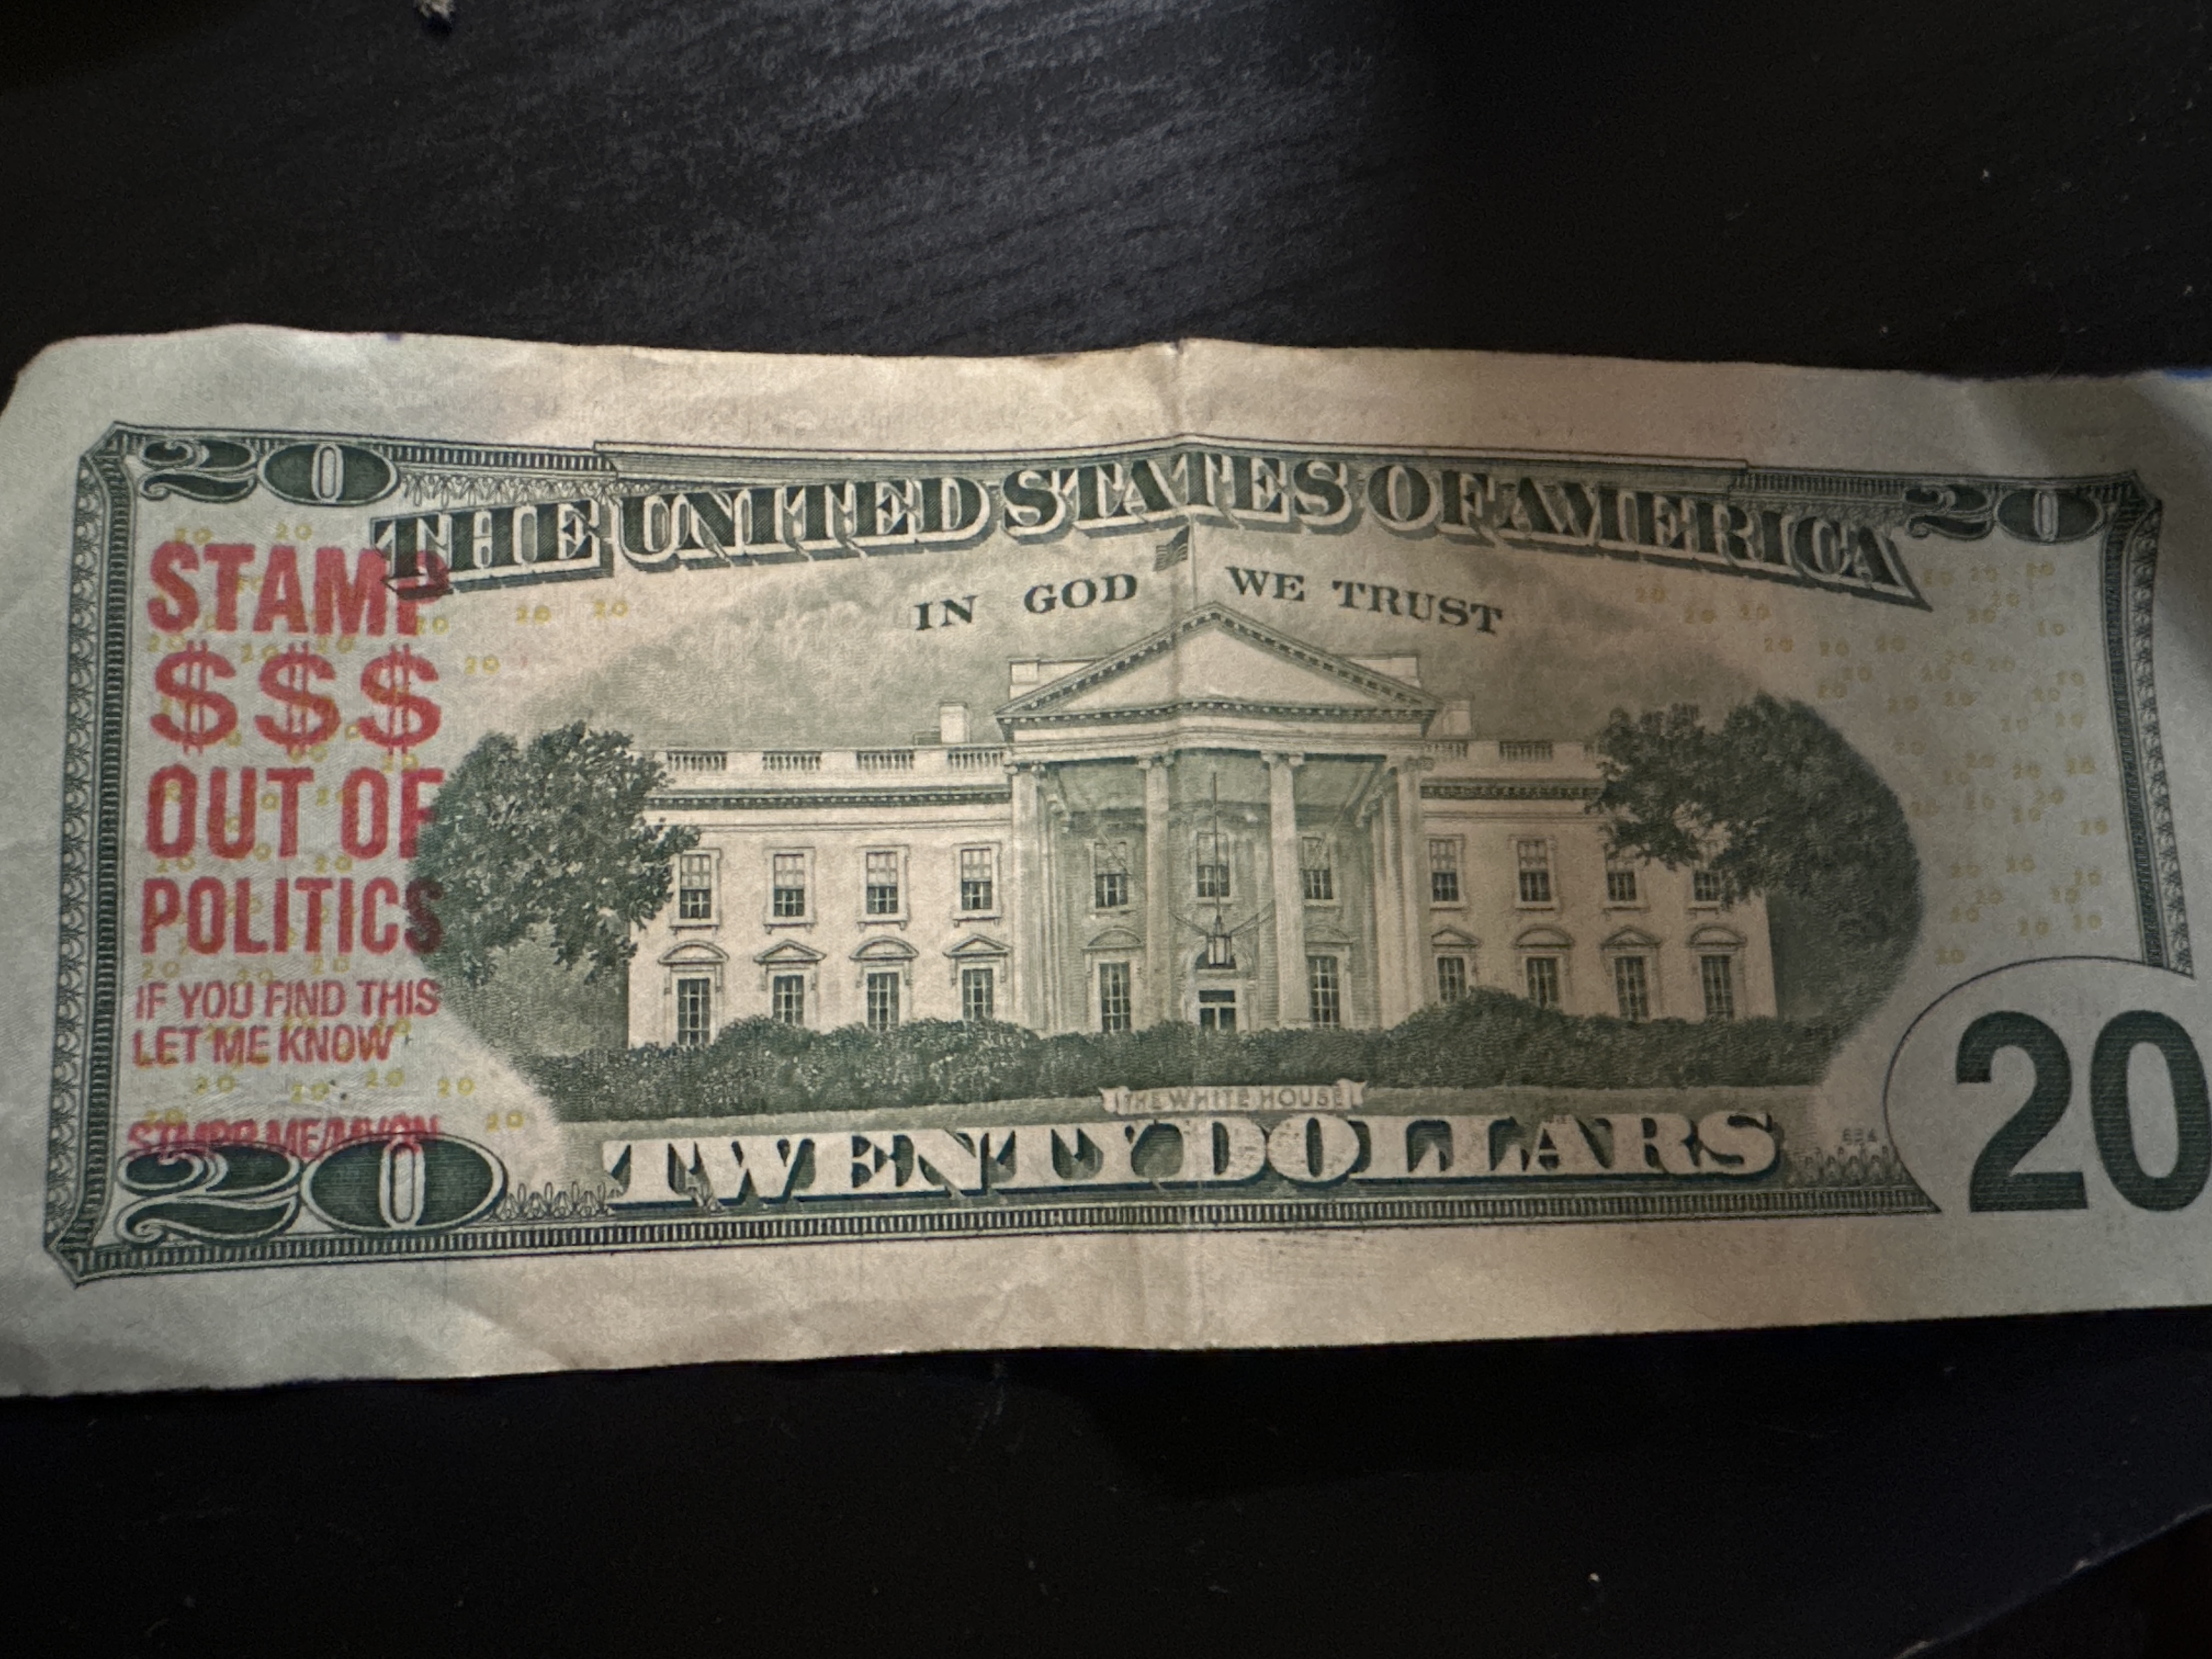 20
20
THE UNITED STATES OF AMERICA
IN GOD WE TRUST
STAMP
$$$
OUT OF
POLITICS
IF YOU FIND THIS
LET ME KNOW
THE WHITE HOUSE
20
TWENTY DOLLARS
20